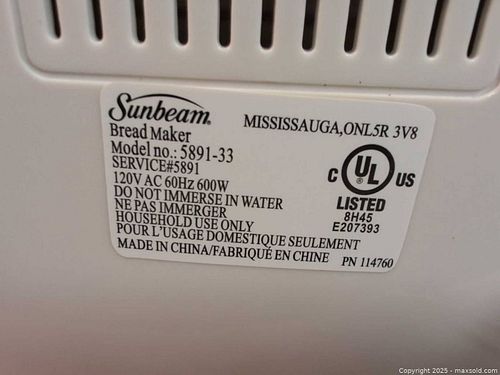 Sunbeam®
MISSISSAUGA,ONL5R 3V8
Bread Maker
Model no.: 5891-33
SERVICE#5891
120V AC 60Hz 600W
DO NOT IMMERSE IN WATER
NE PAS IMMERGER
HOUSEHOLD USE ONLY
POUR L'USAGE DOMESTIQUE SEULEMENT
MADE IN CHINA/FABRIQUÉ EN CHINE
C UL ® US
LISTED
8H45
E207393
PN 114760
Copyright © 2025 - maxsold.com